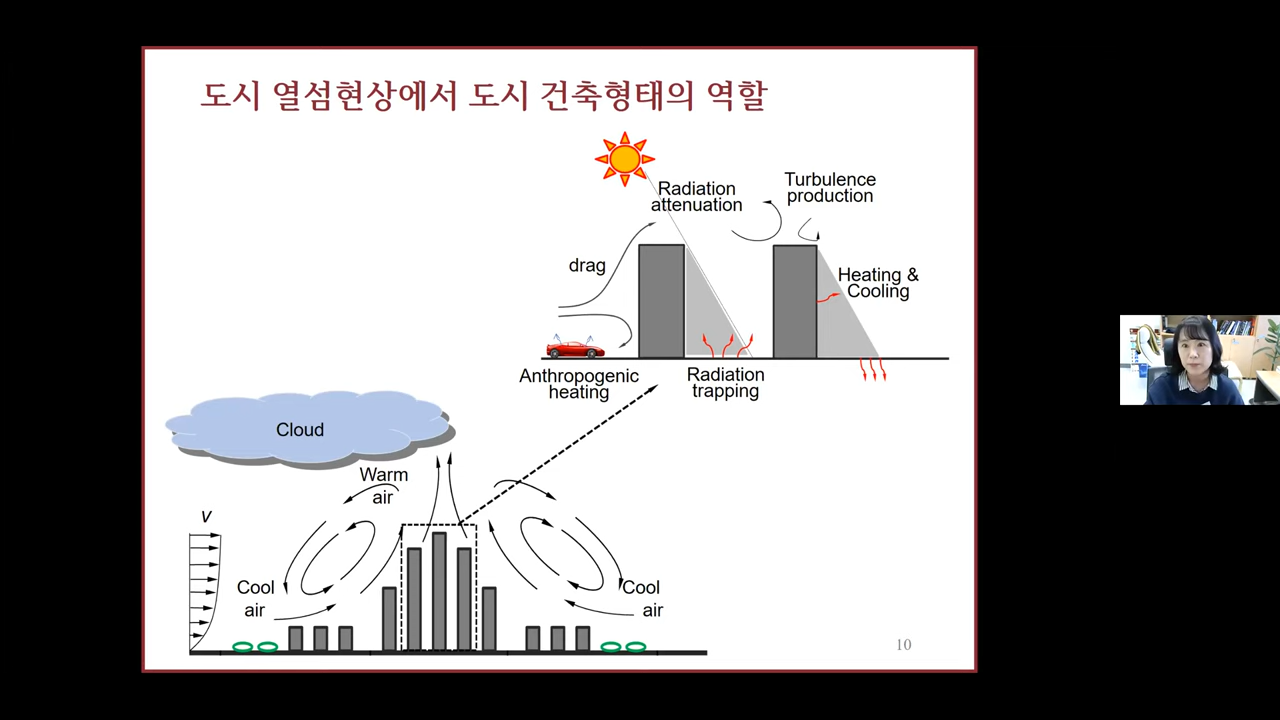 도시 열섬현상에서 도시 건축형태의 역할
Radiation
attenuation
Turbulence
production
drag
Heating &
Cooling
Anthropogenic
heating
Radiation
trapping
Cloud
Warm
air
V
Cool
air
Cool
air
10